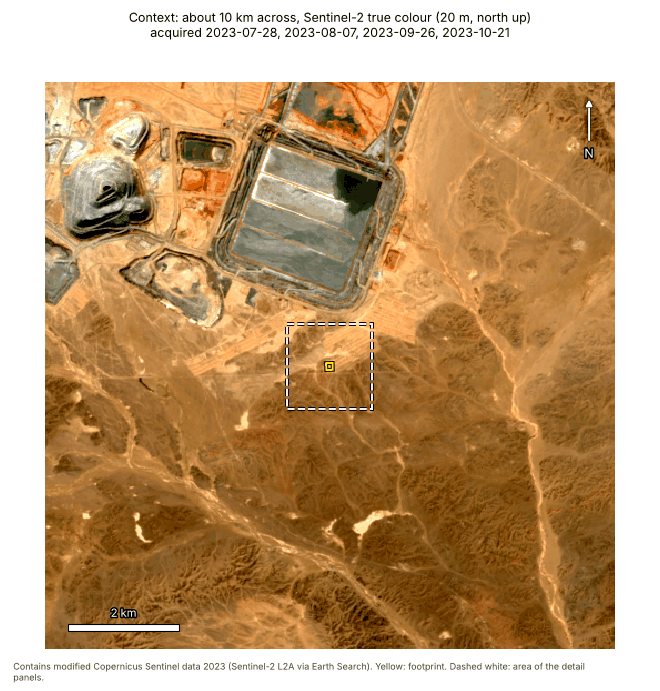 Context: about 10 km across, Sentinel-2 true colour (20 m, north up)
acquired 2023-07-28, 2023-08-07, 2023-09-26, 2023-10-21
N
2 km
Contains modified Copernicus Sentinel data 2023 (Sentinel-2 L2A via Earth Search). Yellow: footprint. Dashed white: area of the detail
panels.